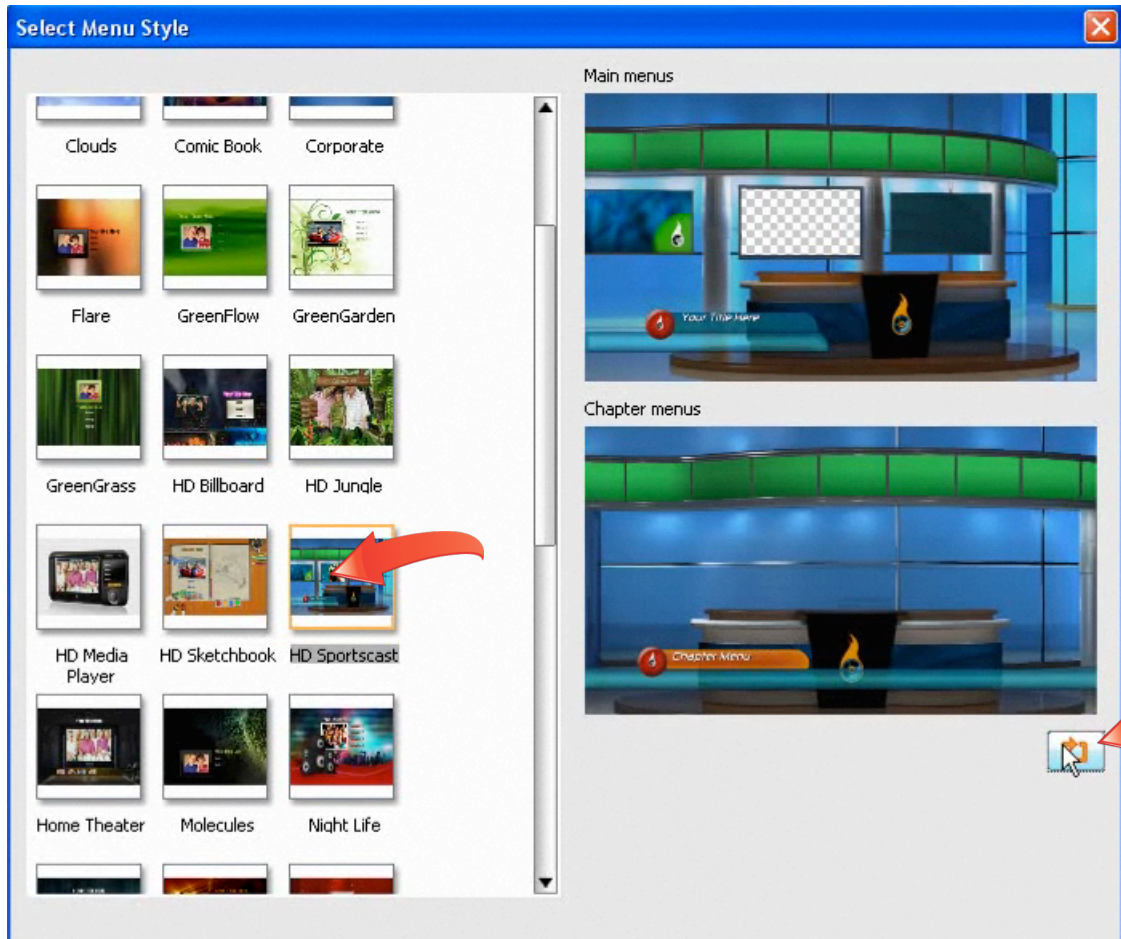 Select Menu Style
Main menus
Clouds
Comic Book
Corporate
Flare
GreenFlow
GreenGarden
Your Title Here
Chapter menus
GreenGrass
HD Billboard
HD Jungle
HD Media
Player
HD Sketchbook
HD Sportscast
Chapter Menu
Home Theater
Molecules
Night Life